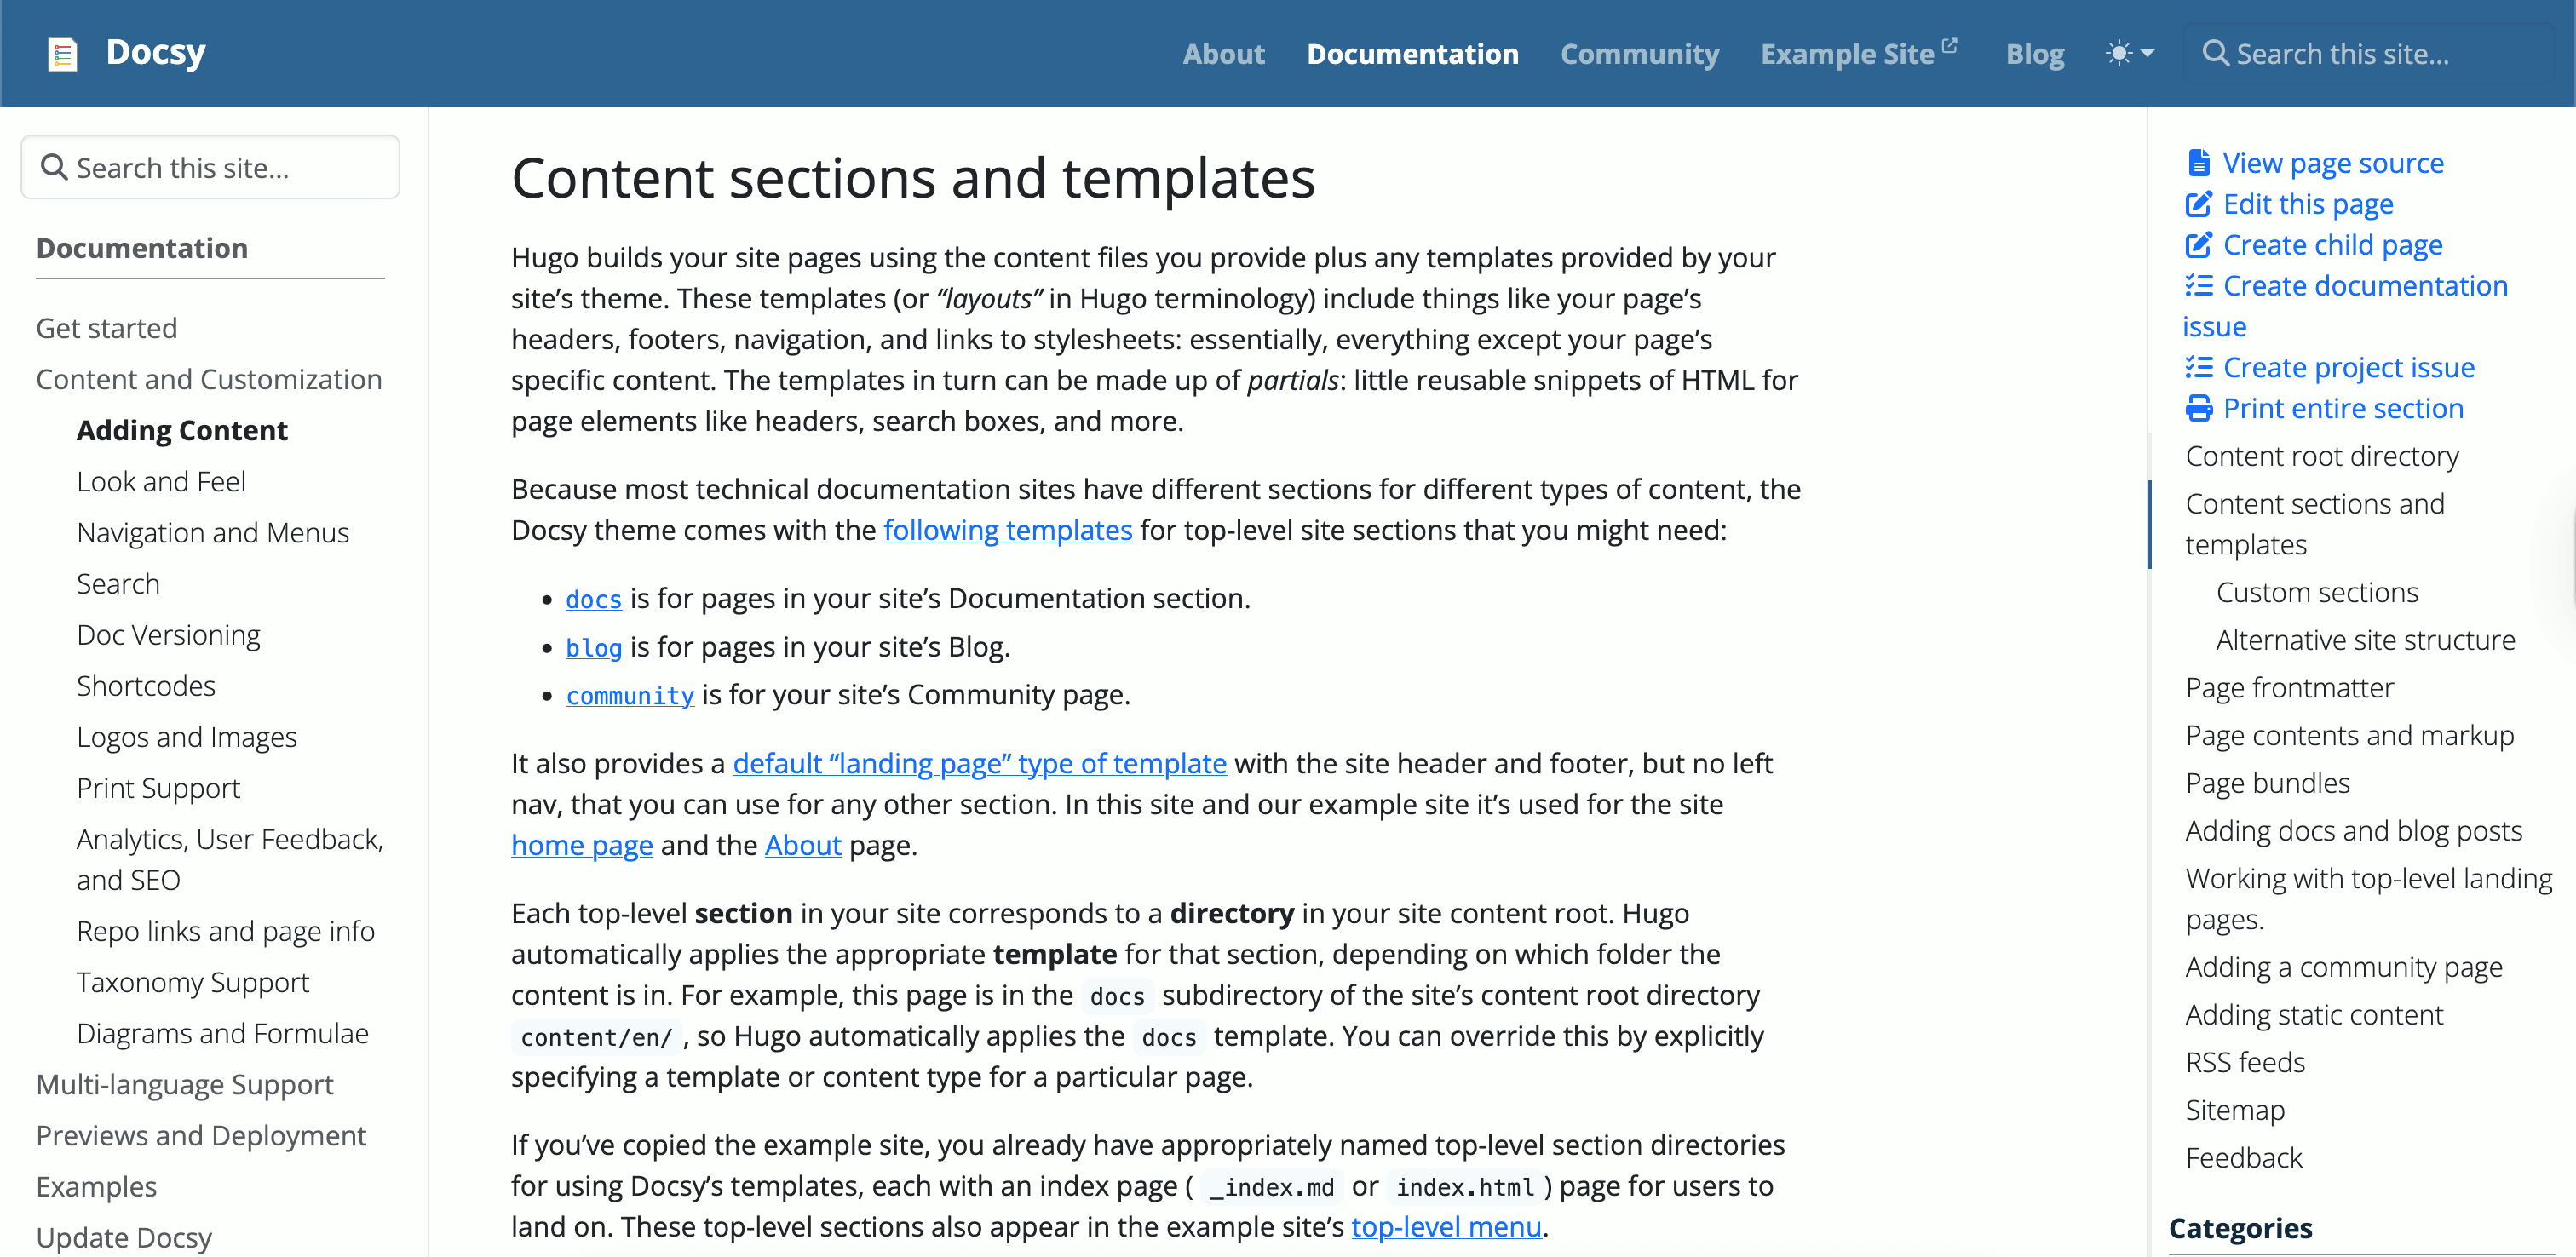 Docsy
About
Documentation
Community
Example Site
Blog
Search this site...
Search this site...
Documentation
Get started
Content and Customization
Adding Content
Look and Feel
Navigation and Menus
Search
Doc Versioning
Shortcodes
Logos and Images
Print Support
Analytics, User Feedback,
and SEO
Repo links and page info
Taxonomy Support
Diagrams and Formulae
Multi-language Support
Previews and Deployment
Examples
Update Docsy
Content sections and templates
Hugo builds your site pages using the content files you provide plus any templates provided by your
site’s theme. These templates (or “layouts” in Hugo terminology) include things like your page’s
headers, footers, navigation, and links to stylesheets: essentially, everything except your page’s
specific content. The templates in turn can be made up of partials: little reusable snippets of HTML for
page elements like headers, search boxes, and more.
Because most technical documentation sites have different sections for different types of content, the
Docsy theme comes with the following templates for top-level site sections that you might need:
• docs is for pages in your site’s Documentation section.
• blog is for pages in your site’s Blog.
• community is for your site’s Community page.
It also provides a default “landing page” type of template with the site header and footer, but no left
nav, that you can use for any other section. In this site and our example site it’s used for the site
home page and the About page.
Each top-level section in your site corresponds to a directory in your site content root. Hugo
automatically applies the appropriate template for that section, depending on which folder the
content is in. For example, this page is in the docs subdirectory of the site’s content root directory
content/en/ , so Hugo automatically applies the docs template. You can override this by explicitly
specifying a template or content type for a particular page.
If you’ve copied the example site, you already have appropriately named top-level section directories
for using Docsy’s templates, each with an index page ( _index.md or index.html ) page for users to
land on. These top-level sections also appear in the example site’s top-level menu.
View page source
Edit this page
Create child page
Create documentation
issue
Create project issue
Print entire section
Content root directory
Content sections and
templates
Custom sections
Alternative site structure
Page frontmatter
Page contents and markup
Page bundles
Adding docs and blog posts
Working with top-level landing
pages.
Adding a community page
Adding static content
RSS feeds
Sitemap
Feedback
Categories